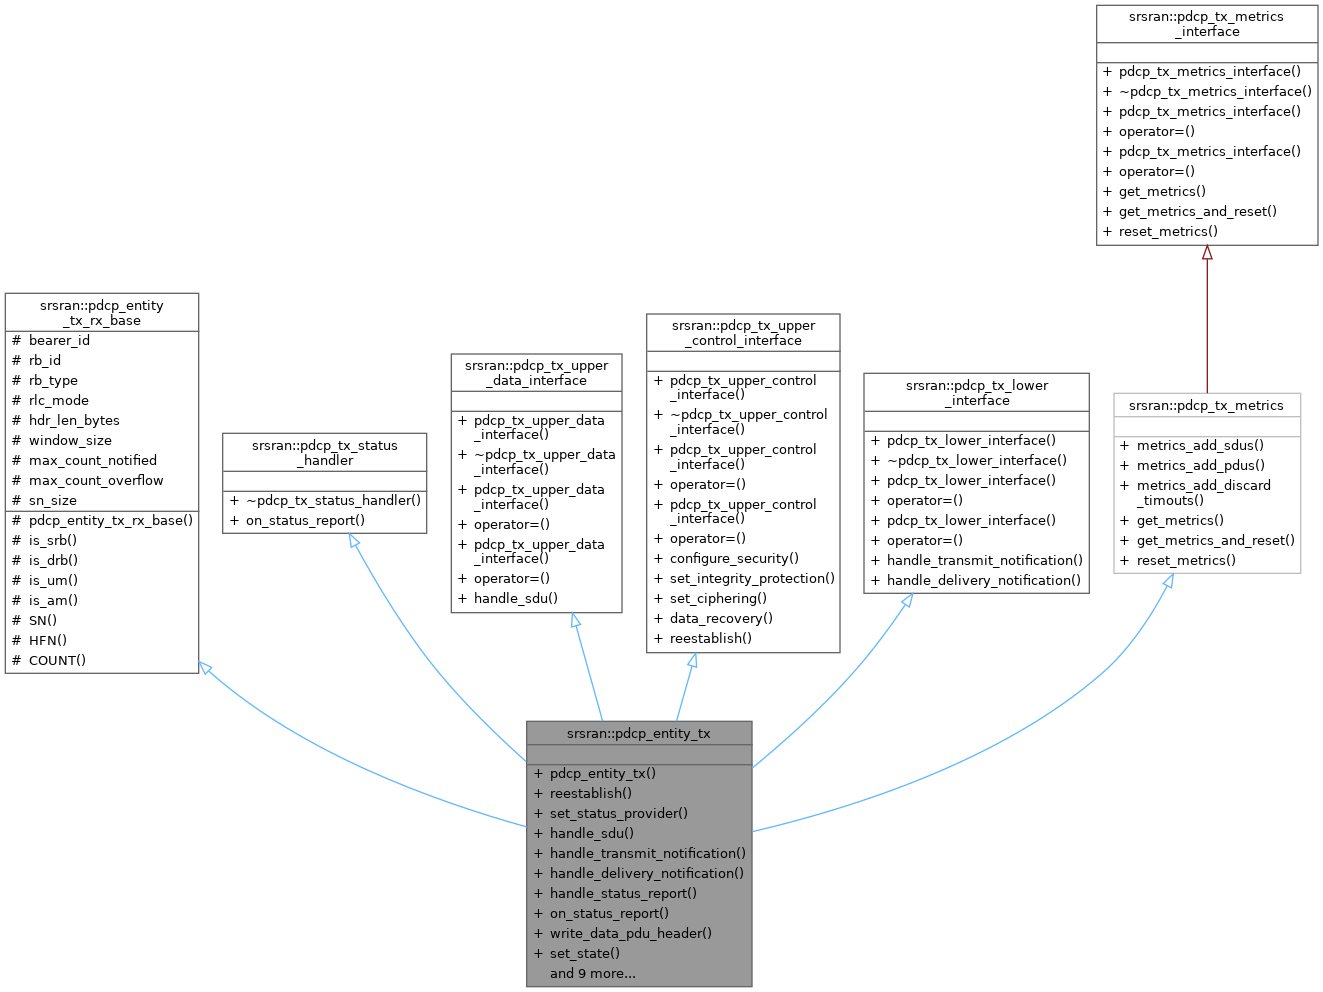 srsran::pdcp_tx_metrics
_interface
+ pdcp_tx_metrics_interface()
+ ~pdcp_tx_metrics_interface()
+ pdcp_tx_metrics_interface()
+ operator=()
+ pdcp_tx_metrics_interface()
+ operator=()
+ get_metrics()
+ get_metrics_and_reset()
+ reset_metrics()
srsran::pdcp_entity
_tx_rx_base
# bearer_id
# rb_id
# rb_type
# rlc_mode
# hdr_len_bytes
# window_size
# max_count_notified
# max_count_overflow
# sn_size
# pdcp_entity_tx_rx_base()
# is_srb()
# is_drb()
# is_um()
# is_am()
# SN()
# HFN()
# COUNT()
srsran::pdcp_tx_status
_handler
+ ~pdcp_tx_status_handler()
+ on_status_report()
srsran::pdcp_tx_upper
_data_interface
+ pdcp_tx_upper_data
_interface()
+ ~pdcp_tx_upper_data
_interface()
+ pdcp_tx_upper_data
_interface()
+ operator=()
+ pdcp_tx_upper_data
_interface()
+ operator=()
+ handle_sdu()
srsran::pdcp_tx_upper
_control_interface
+ pdcp_tx_upper_control
_interface()
+ ~pdcp_tx_upper_control
_interface()
+ pdcp_tx_upper_control
_interface()
+ operator=()
+ pdcp_tx_upper_control
_interface()
+ operator=()
+ configure_security()
+ set_integrity_protection()
+ set_ciphering()
+ data_recovery()
+ reestablish()
srsran::pdcp_tx_lower
_interface
+ pdcp_tx_lower_interface()
+ ~pdcp_tx_lower_interface()
+ pdcp_tx_lower_interface()
+ operator=()
+ pdcp_tx_lower_interface()
+ operator=()
+ handle_transmit_notification()
+ handle_delivery_notification()
srsran::pdcp_tx_metrics
+ metrics_add_sdus()
+ metrics_add_pdus()
+ metrics_add_discard
_timouts()
+ get_metrics()
+ get_metrics_and_reset()
+ reset_metrics()
srsran::pdcp_entity_tx
+ pdcp_entity_tx()
+ reestablish()
+ set_status_provider()
+ handle_sdu()
+ handle_transmit_notification()
+ handle_delivery_notification()
+ handle_status_report()
+ on_status_report()
+ write_data_pdu_header()
+ set_state()
and 9 more...